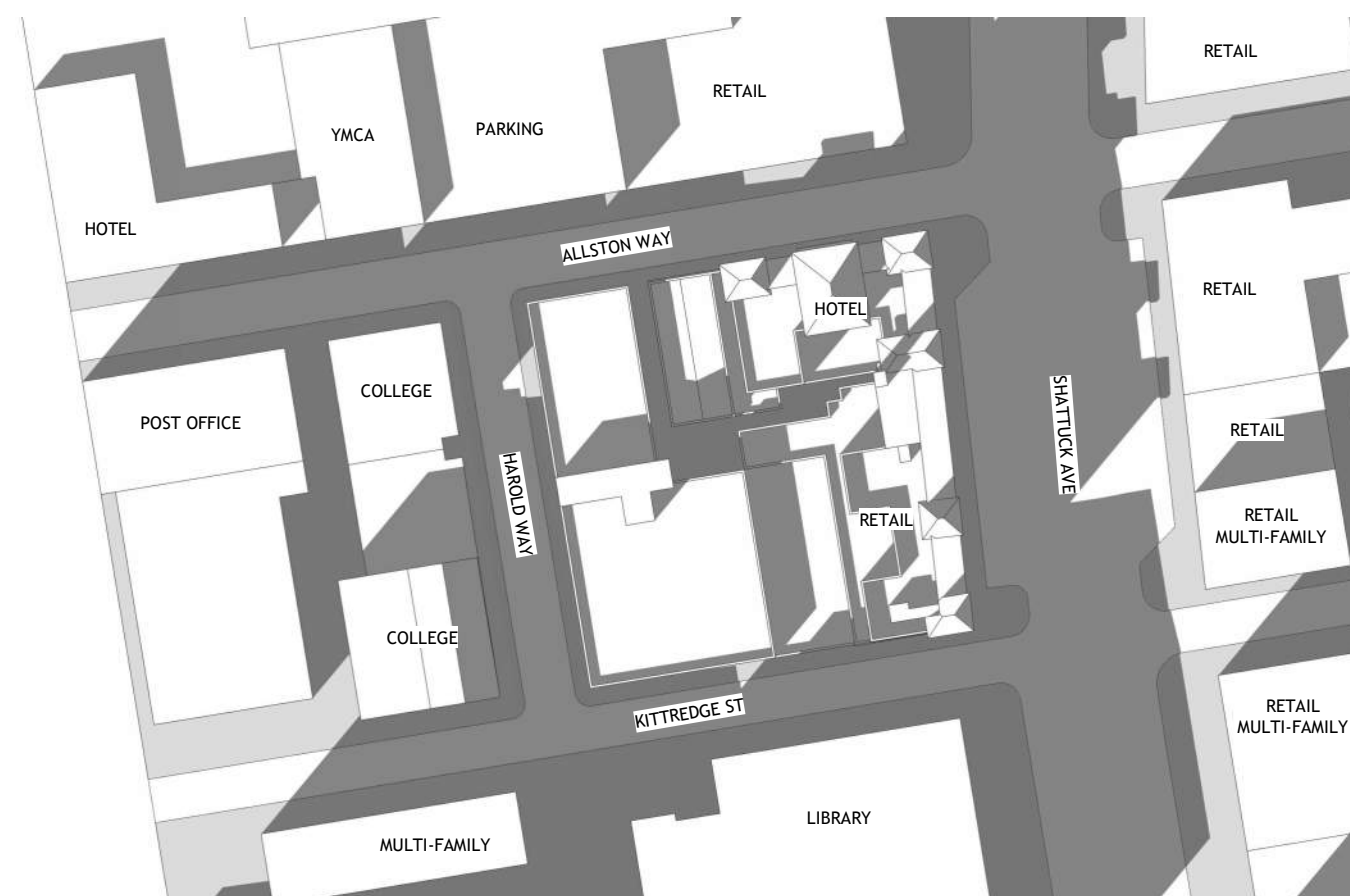 RETAIL
RETAIL
YMCA
PARKING
HOTEL
ALLSTON WAY
RETAIL
HOTEL
COLLEGE
SHATTUCK AVE
POST OFFICE
RETAIL
HAROLD WAY
RETAIL
RETAIL
MULTI-FAMILY
COLLEGE
KITTREDGE ST
RETAIL
MULTI-FAMILY
LIBRARY
MULTI-FAMILY